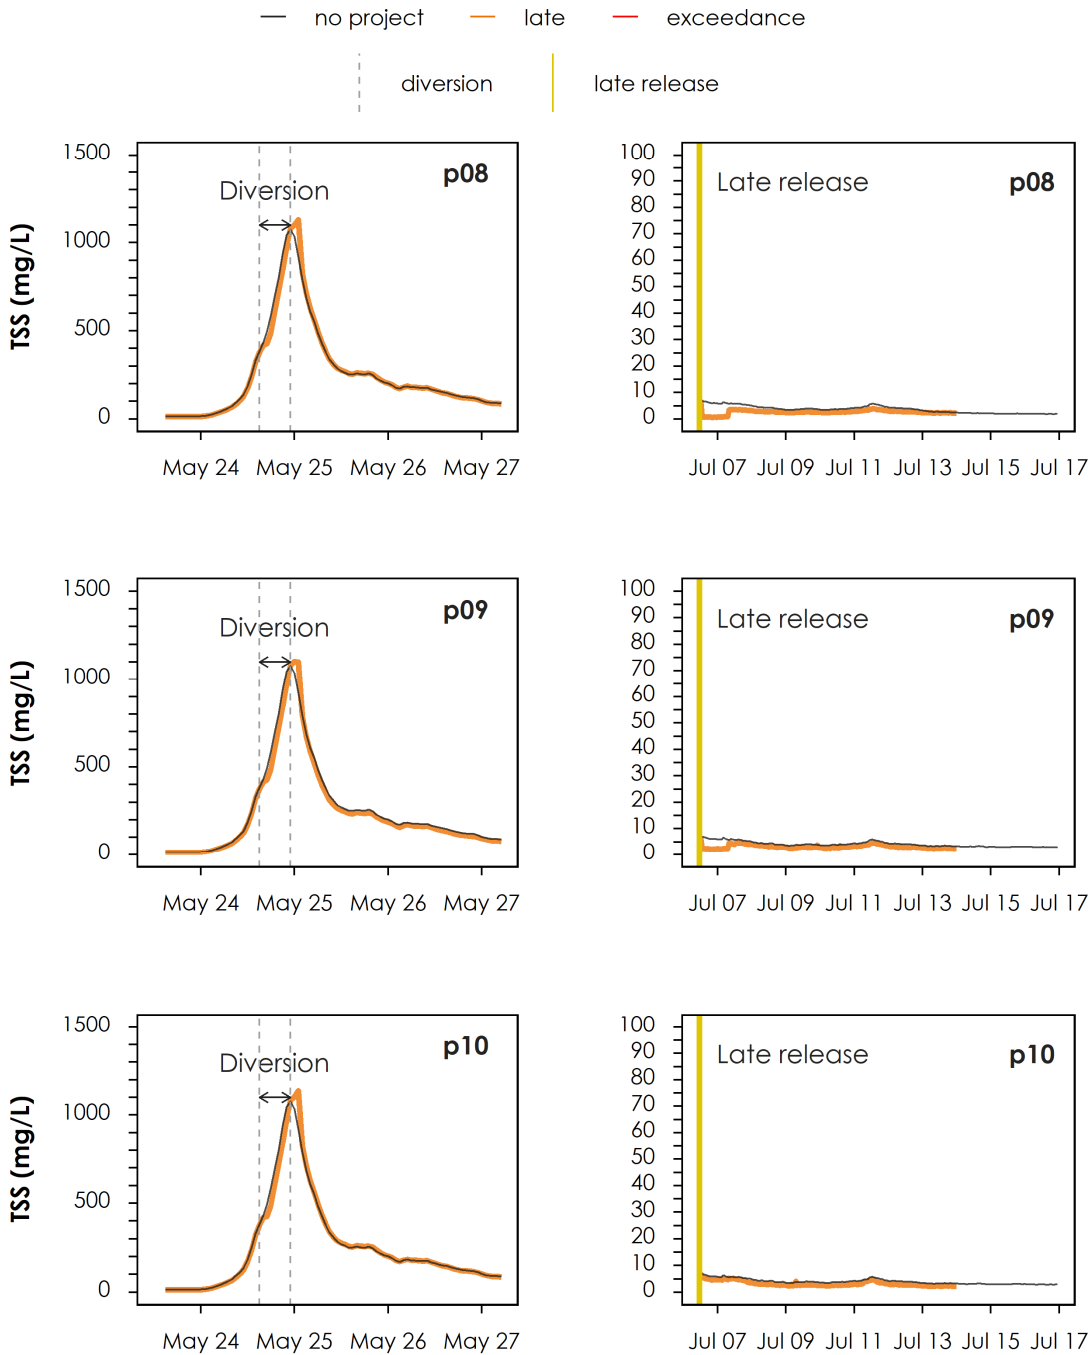 no project late exceedance
diversion late release
TSS (mg/L)
1500
1000
500
0
Diversion
p08
May 24 May 25 May 26 May 27
100
90
80
70
60
50
40
30
20
10
0
Late release
p08
Jul 07 Jul 09 Jul 11 Jul 13 Jul 15 Jul 17
TSS (mg/L)
1500
1000
500
0
Diversion
p09
May 24 May 25 May 26 May 27
100
90
80
70
60
50
40
30
20
10
0
Late release
p09
Jul 07 Jul 09 Jul 11 Jul 13 Jul 15 Jul 17
TSS (mg/L)
1500
1000
500
0
Diversion
p10
May 24 May 25 May 26 May 27
100
90
80
70
60
50
40
30
20
10
0
Late release
p10
Jul 07 Jul 09 Jul 11 Jul 13 Jul 15 Jul 17